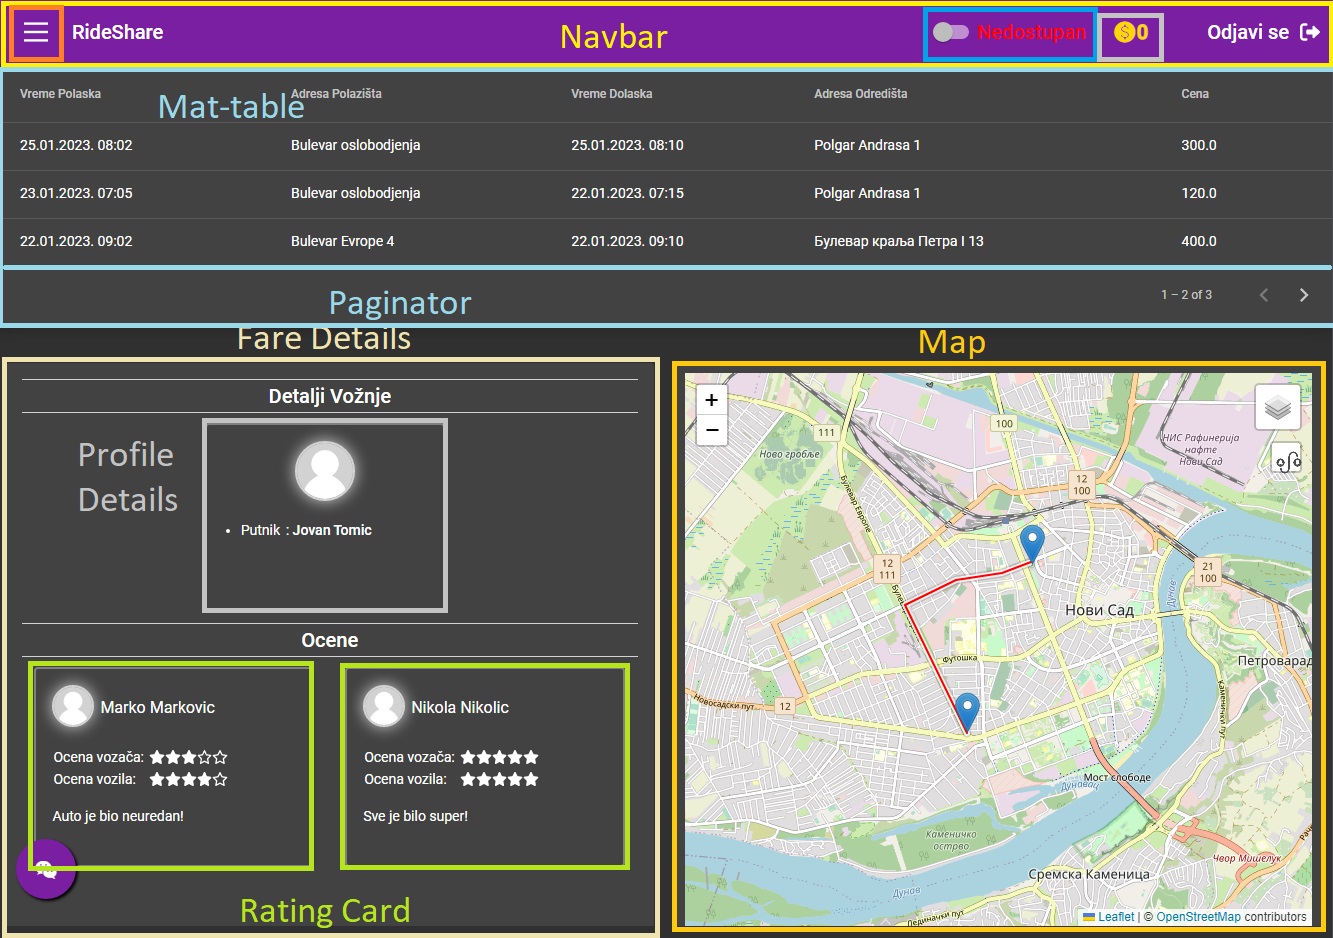 RideShare
Navbar
Nedostupan
0
Odjavi se
Vreme Polaska
Adresa Polazišta
Vreme Dolaska
Adresa Odredišta
Cena
Mat-table
25.01.2023. 08:02
Bulevar oslobodjenja
25.01.2023. 08:10
Polgar Andrasa 1
300.0
23.01.2023. 07:05
Bulevar oslobodjenja
22.01.2023. 07:15
Polgar Andrasa 1
120.0
22.01.2023. 09:02
Bulevar Evrope 4
22.01.2023. 09:10
Булевар краља Петра I 13
400.0
Paginator
1 – 2 of 3
Fare Details
Detalji Vožnje
Profile
Details
Putnik : Jovan Tomic
Ocene
Marko Markovic
Ocena vozača:
Ocena vozila:
Auto je bio neuredan!
Nikola Nikolic
Ocena vozača:
Ocena vozila:
Sve je bilo super!
Rating Card
Map
+
−
111
100
Ново гробље
НИС Рафинерија
нафте
Нови Сад
12
100
Булевар Европе
12
111
21
100
Дунав
Нови Сад
Футошка
Петроварад
Новосадски пут
12
Каменички пут
Мост слободе
Дунавац
Каменичко
острво
Чвор Мишелук
Сремска Каменица
Дунав
Лединачки пут
Leaflet | © OpenStreetMap contributors